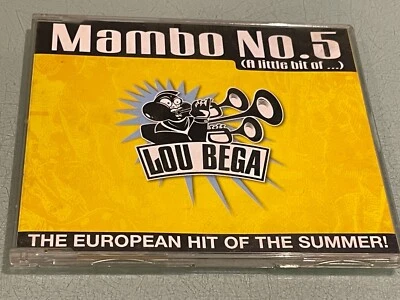 Mambo No.5
(A little bit of ...)
LOU BEGA
THE EUROPEAN HIT OF THE SUMMER!